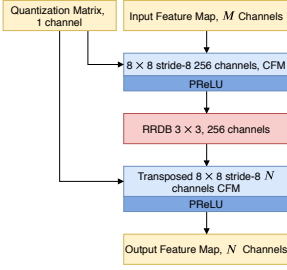 Quantization Matrix,
1 channel
Input Feature Map, M Channels
8 × 8 stride-8 256 channels, CFM
PReLU
RRDB 3 × 3, 256 channels
Transposed 8 × 8 stride-8 N
channels CFM
PReLU
Output Feature Map, N Channels